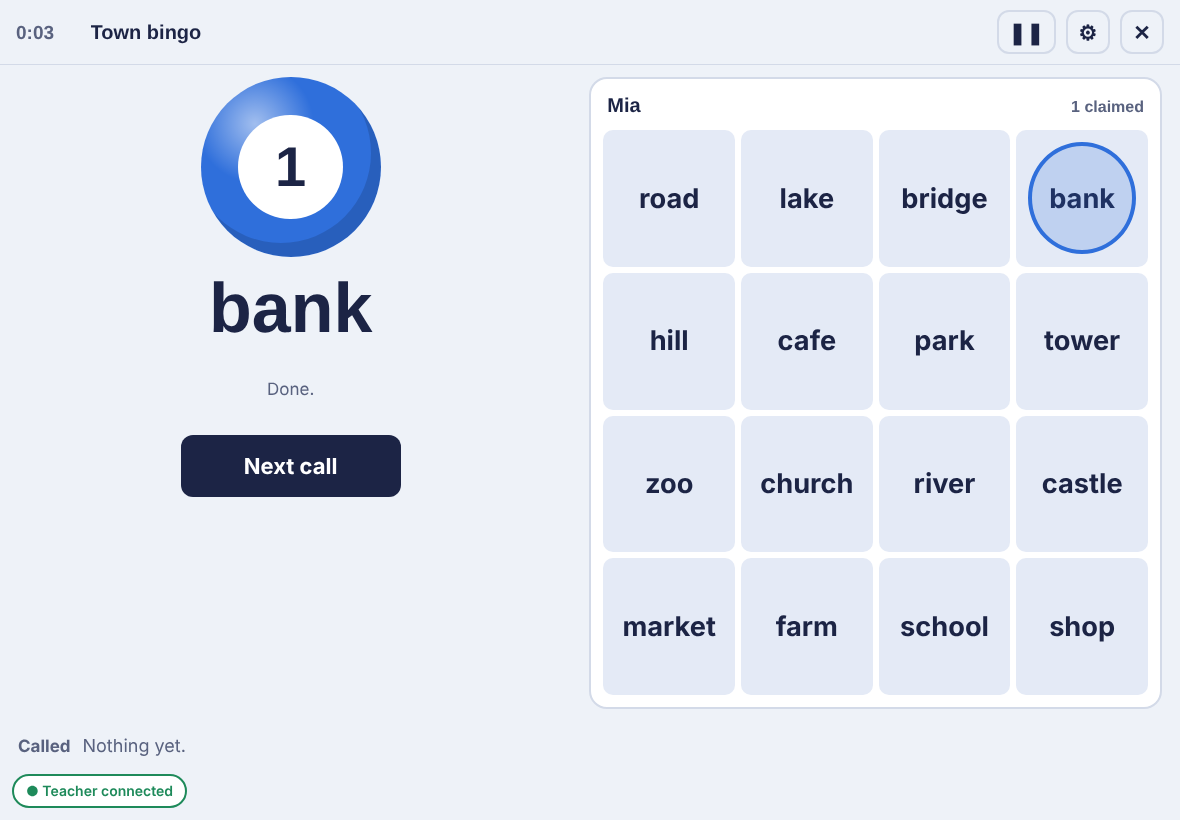 0:03 Town bingo
1
bank
Done.
Next call
Mia 1 claimed
road lake bridge bank
hill cafe park tower
zoo church river castle
market farm school shop
Called Nothing yet.
Teacher connected